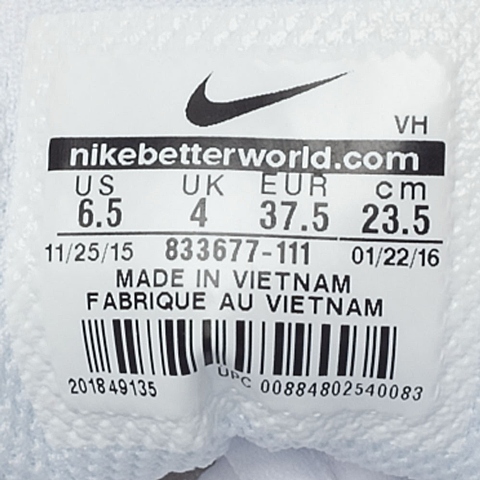 VH
nikebetterworld.com
US UK EUR cm
6.5 4 37.5 23.5
11/25/15 833677-111 01/22/16
MADE IN VIETNAM
FABRIQUE AU VIETNAM
201849135 UPC 00884802540083